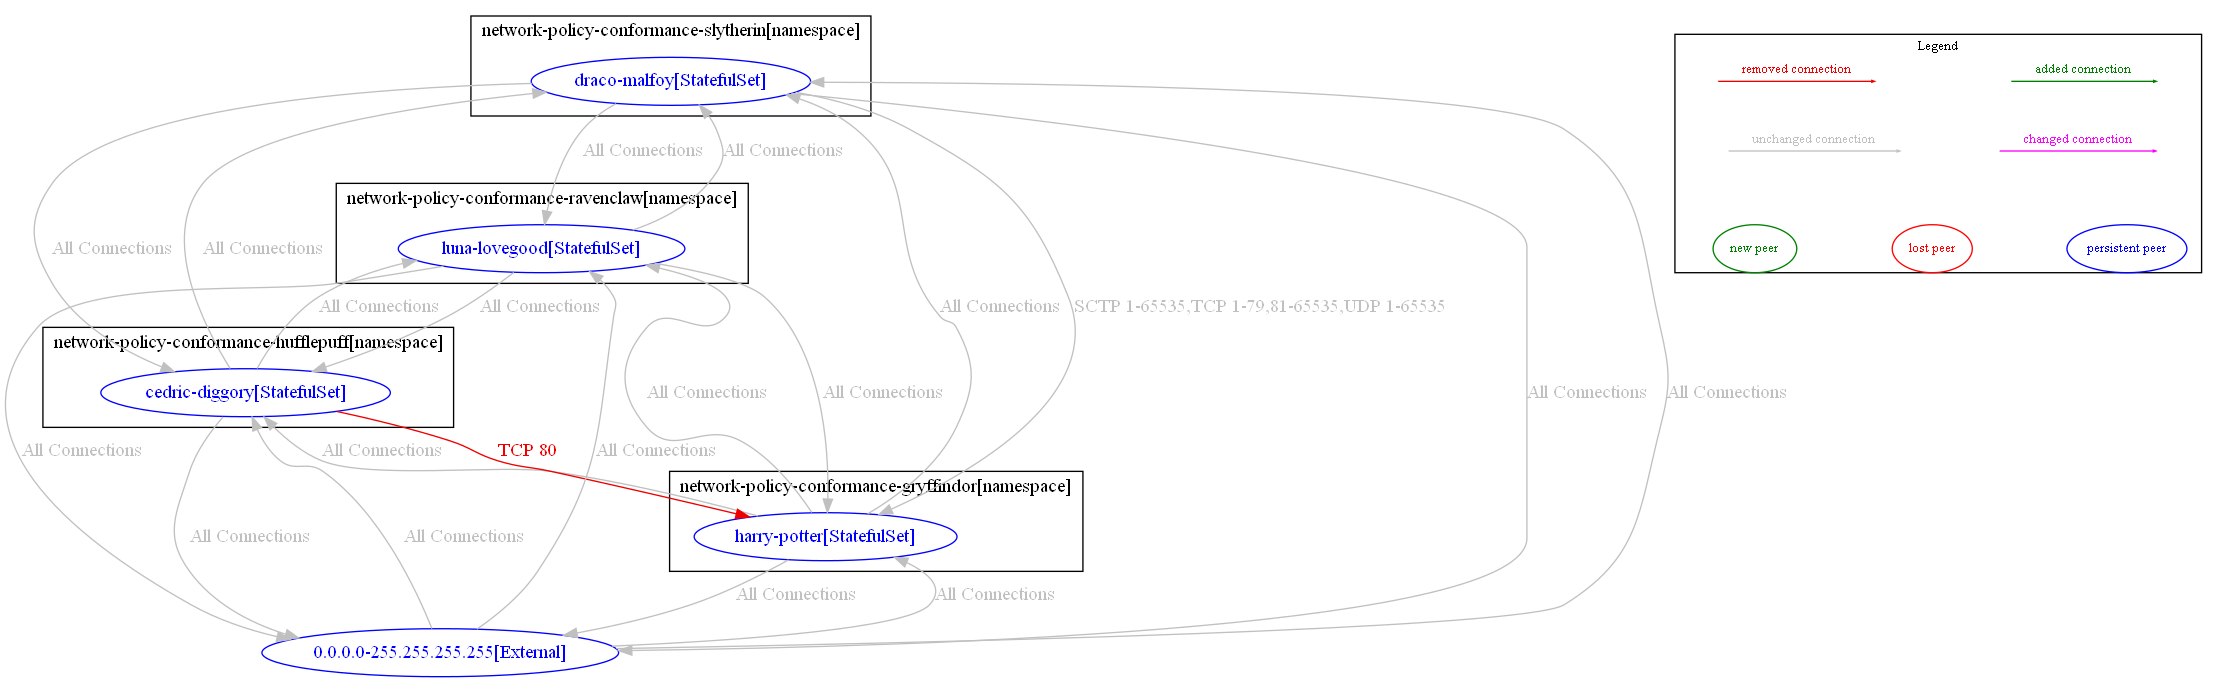 network-policy-conformance-slytherin[namespace]
draco-malfoy[StatefulSet]
Legend
removed connection
added connection
unchanged connection
changed connection
new peer
lost peer
persistent peer
All Connections
All Connections
network-policy-conformance-ravenclaw[namespace]
luna-lovegood[StatefulSet]
All Connections
All Connections
All Connections
All Connections
All Connections
SCTP 1-65535,TCP 1-79,81-65535,UDP 1-65535
network-policy-conformance-hufflepuff[namespace]
cedric-diggory[StatefulSet]
All Connections
All Connections
All Connections
All Connections
All Connections
All Connections
TCP 80
All Connections
network-policy-conformance-gryffindor[namespace]
harry-potter[StatefulSet]
All Connections
All Connections
All Connections
All Connections
0.0.0.0-255.255.255.255[External]